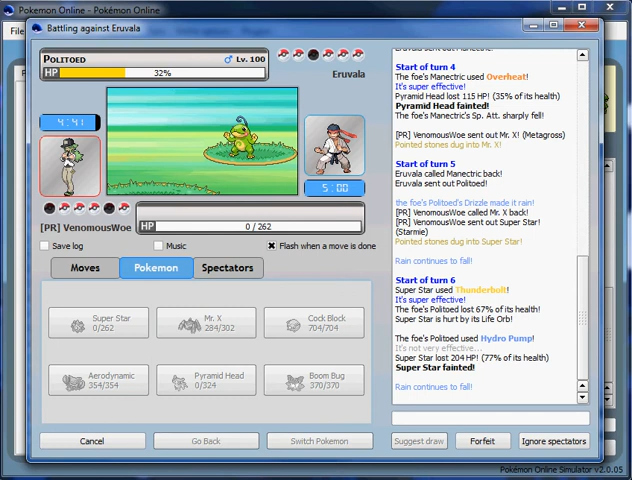 Pokemon Online - Pokémon Online
File
Battling against Eruvala
POLITOED
Lv. 100
HP
32%
Eruvala
4:41
5:00
[PR] VenomousWoe
HP
0 / 262
Save log
Music
Flash when a move is done
Moves
Pokemon
Spectators
Super Star
0/262
Mr. X
284/302
Cock Block
704/704
Aerodynamic
354/354
Pyramid Head
0/324
Boom Bug
370/370
Cancel
Go Back
Switch Pokemon
Eruvala sent out Manectric!
Start of turn 4
The foe's Manectric used Overheat!
It's super effective!
Pyramid Head lost 115 HP! (35% of its health)
Pyramid Head fainted!
The foe's Manectric's Sp. Att. sharply fell!
[PR] VenomousWoe sent out Mr. X! (Metagross)
Pointed stones dug into Mr. X!
Start of turn 5
Eruvala called Manectric back!
Eruvala sent out Politoed!
the foe's Politoed's Drizzle made it rain!
[PR] VenomousWoe called Mr. X back!
[PR] VenomousWoe sent out Super Star!
(Starmie)
Pointed stones dug into Super Star!
Rain continues to fall!
Start of turn 6
Super Star used Thunderbolt!
It's super effective!
The foe's Politoed lost 67% of its health!
Super Star is hurt by its Life Orb!
The foe's Politoed used Hydro Pump!
It's not very effective...
Super Star lost 204 HP! (77% of its health)
Super Star fainted!
Rain continues to fall!
Suggest draw
Forfeit
Ignore spectators
Pokémon Online Simulator v2.0.05